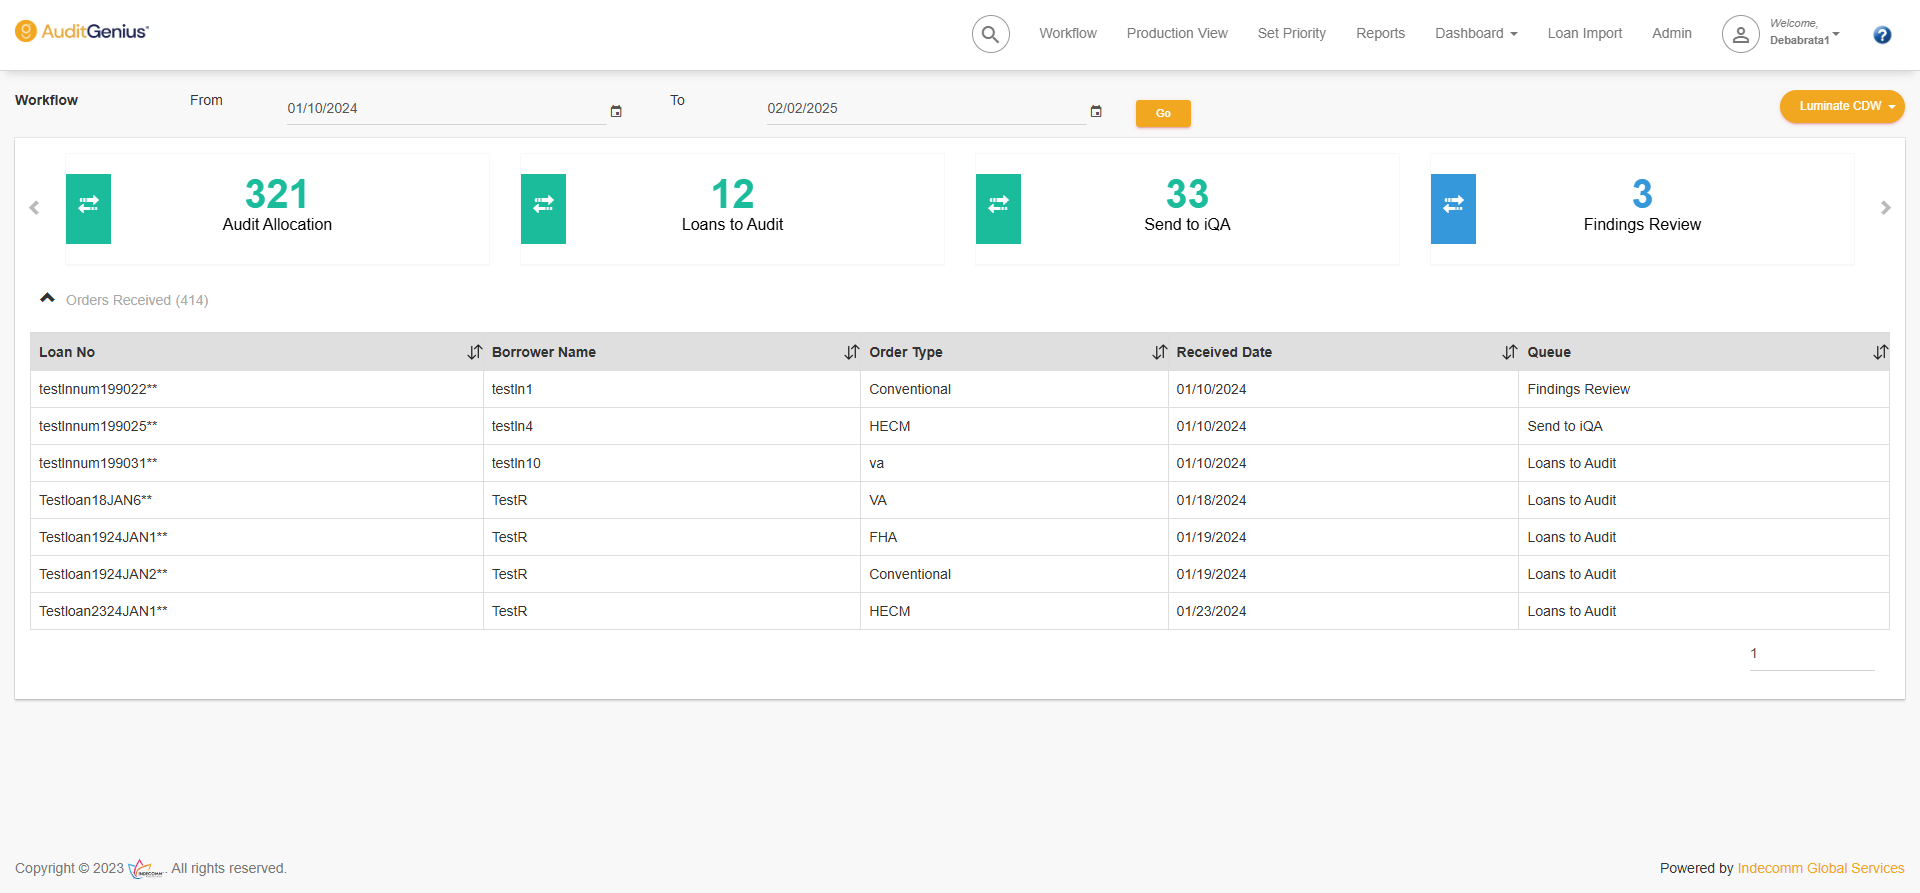 AuditGenius
Workflow Production View Set Priority Reports Dashboard Loan Import Admin Welcome, Debabrata1 ?
Workflow From 01/10/2024 To 02/02/2025 Go Luminate CDW
321 Audit Allocation
12 Loans to Audit
33 Send to iQA
3 Findings Review
Orders Received (414)
Loan No Borrower Name Order Type Received Date Queue
testlnnum199022** testln1 Conventional 01/10/2024 Findings Review
testlnnum199025** testln4 HECM 01/10/2024 Send to iQA
testlnnum199031** testln10 va 01/10/2024 Loans to Audit
Testloan18JAN6** TestR VA 01/18/2024 Loans to Audit
Testloan1924JAN1** TestR FHA 01/19/2024 Loans to Audit
Testloan1924JAN2** TestR Conventional 01/19/2024 Loans to Audit
Testloan2324JAN1** TestR HECM 01/23/2024 Loans to Audit
1
Copyright © 2023 INDECOMM . All rights reserved. Powered by Indecomm Global Services